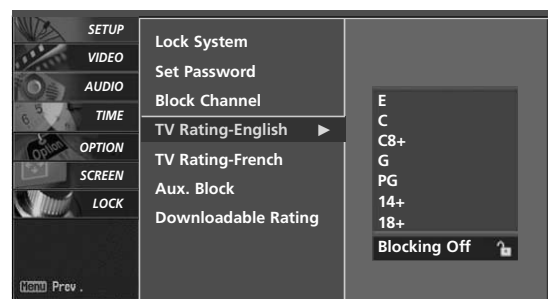 SETUP
VIDEO
AUDIO
TIME
OPTION
SCREEN
LOCK
Menu Prev .
Lock System
Set Password
Block Channel
TV Rating-English ►
TV Rating-French
Aux. Block
Downloadable Rating
E
C
C8+
G
PG
14+
18+
Blocking Off